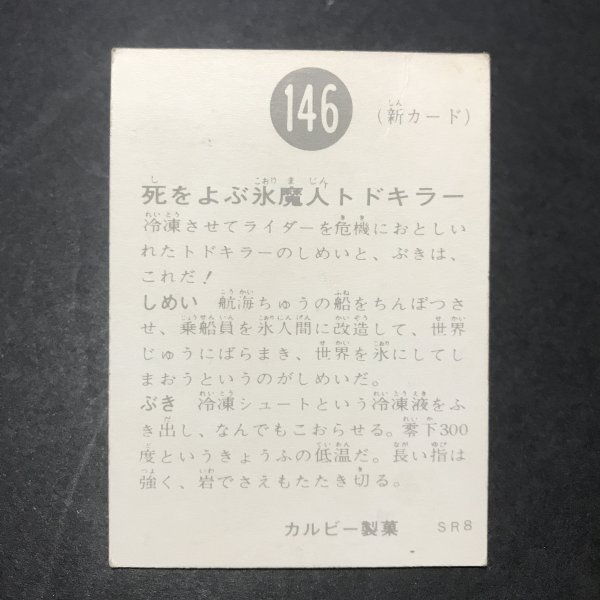 146
(新カード)
死をよぶ氷魔人トドキラー
冷凍させてライダーを危機におとしい
れたトドキラーのしめいと、ぶきは、
これだ!
しめい 航海ちゅうの船をちんぼつさ
せ、乗船員を氷人間に改造して、世界
じゅうにばらまき、世界を氷にしてし
まおうというのがしめいだ。
ぶき 冷凍シュートという冷凍液をふ
き出し、なんでもこおらせる。零下300
度というきょうふの低温だ。長い指は
強く、岩でさえもたたき切る。
カルビー製菓 SR8